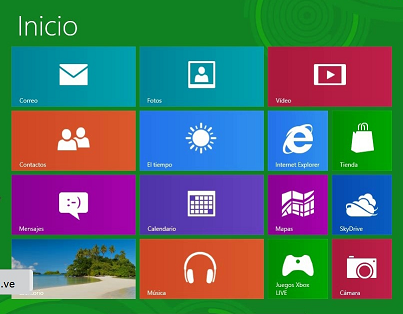 Inicio
Correo
Fotos
Vídeo
Contactos
El tiempo
Internet Explorer
Tienda
Mensajes
Calendario
Mapas
SkyDrive
.ve
Música
Juegos Xbox
LIVE
Cámara